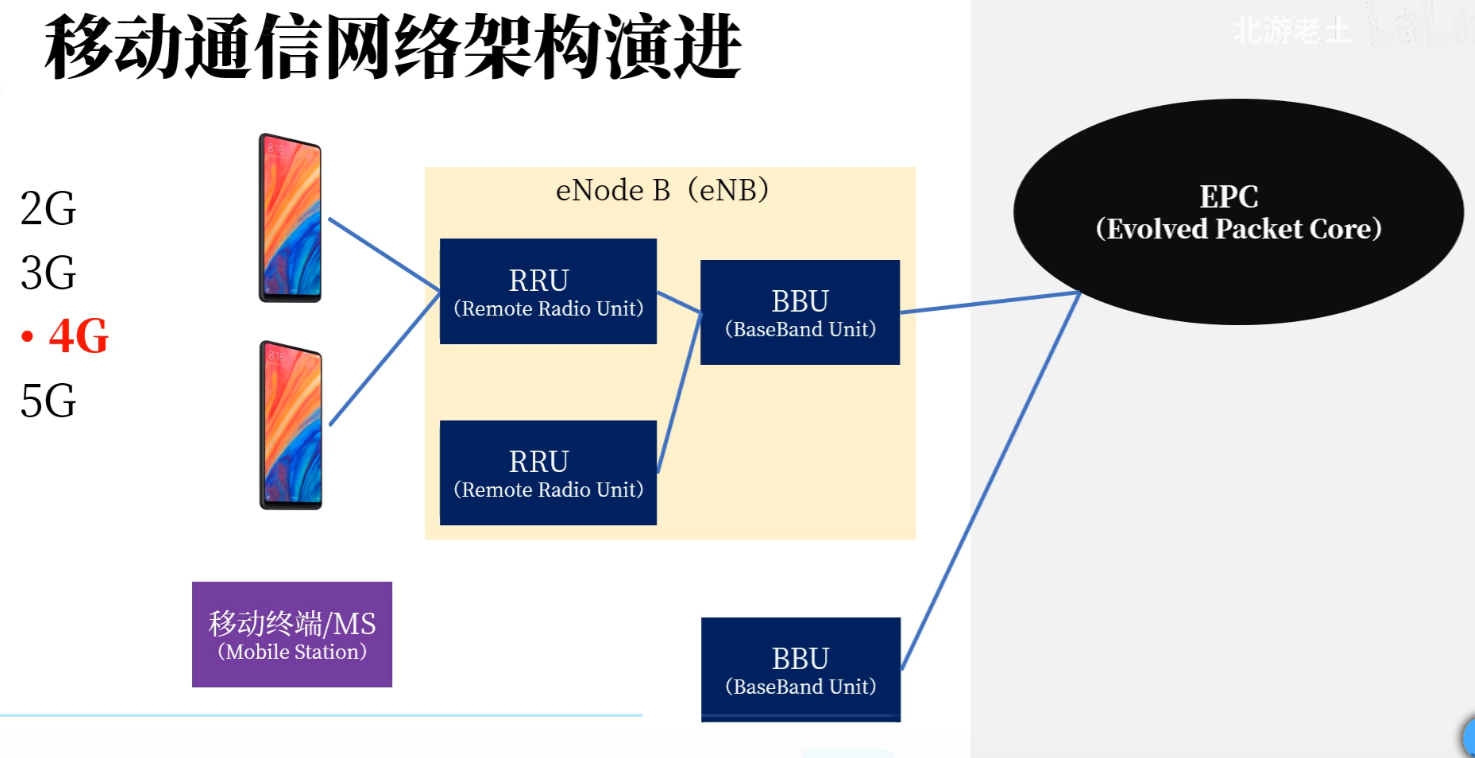 移动通信网络架构演进
北游老土
2G
3G
• 4G
5G
eNode B（eNB）
RRU
（Remote Radio Unit）
BBU
（BaseBand Unit）
RRU
（Remote Radio Unit）
EPC
（Evolved Packet Core）
移动终端/MS
（Mobile Station）
BBU
（BaseBand Unit）